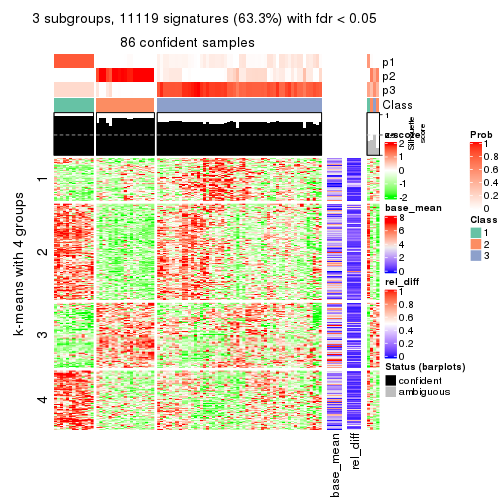 3 subgroups, 11119 signatures (63.3%) with fdr < 0.05
86 confident samples
p1
p2
p3
Class
1
Silhouette
score
k-means with 4 groups
1
2
3
4
z-score
2
1
0
-1
-2
base_mean
8
6
4
2
0
rel_diff
1
0.8
0.6
0.4
0.2
0
Status (barplots)
confident
ambiguous
Prob
1
0.8
0.6
0.4
0.2
0
Class
1
2
3
base_mean
rel_diff